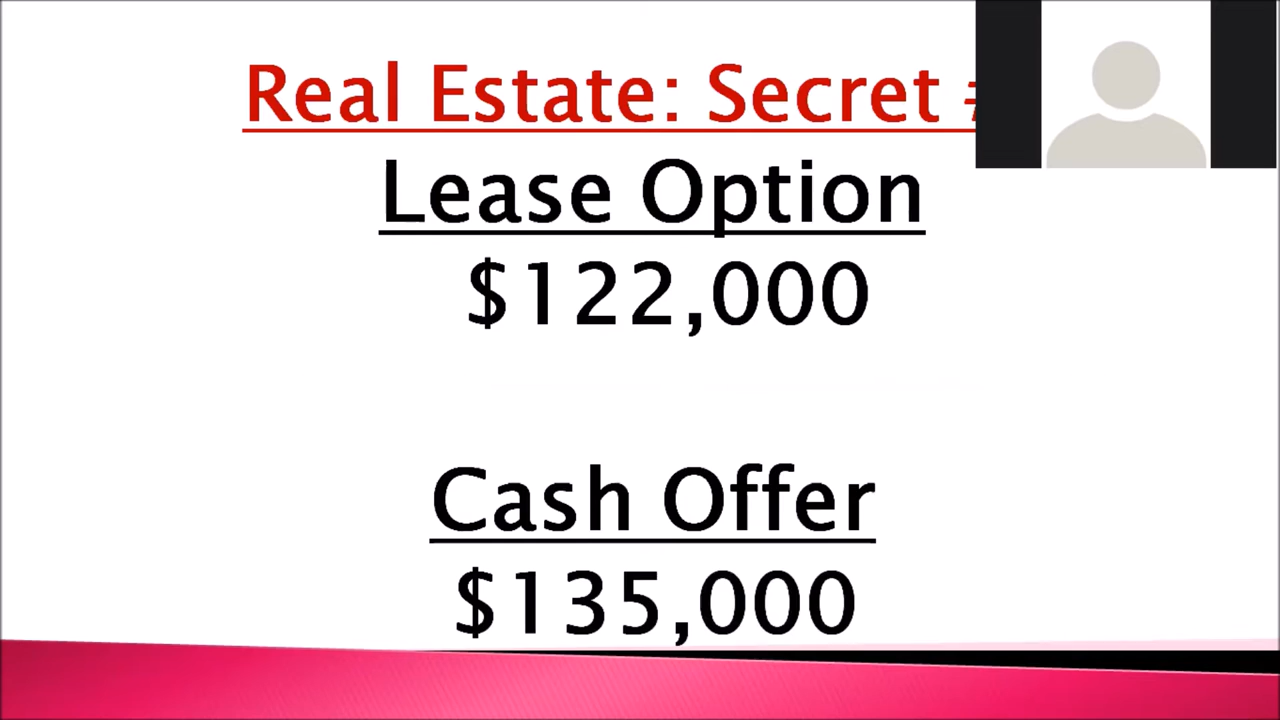 Real Estate: Secret #
Lease Option
$122,000
Cash Offer
$135,000